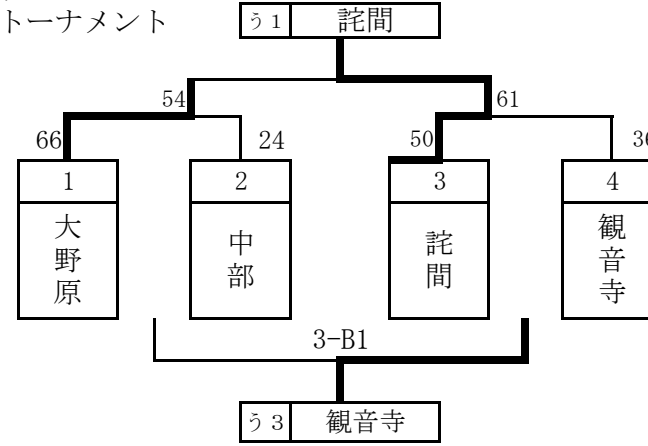 トーナメント
う1 詫間
54 61
66 24 50 36
1 2 3 4
大野原 中部 詫間 観音寺
3-B1
う3 観音寺